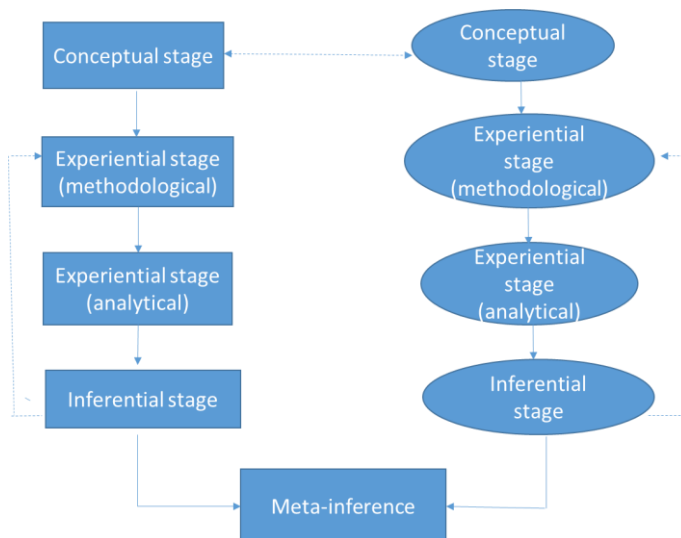 Conceptual stage
Conceptual
stage
Experiential stage
(methodological)
Experiential
stage
(methodological)
Experiential stage
(analytical)
Experiential
stage
(analytical)
Inferential stage
Inferential
stage
Meta-inference